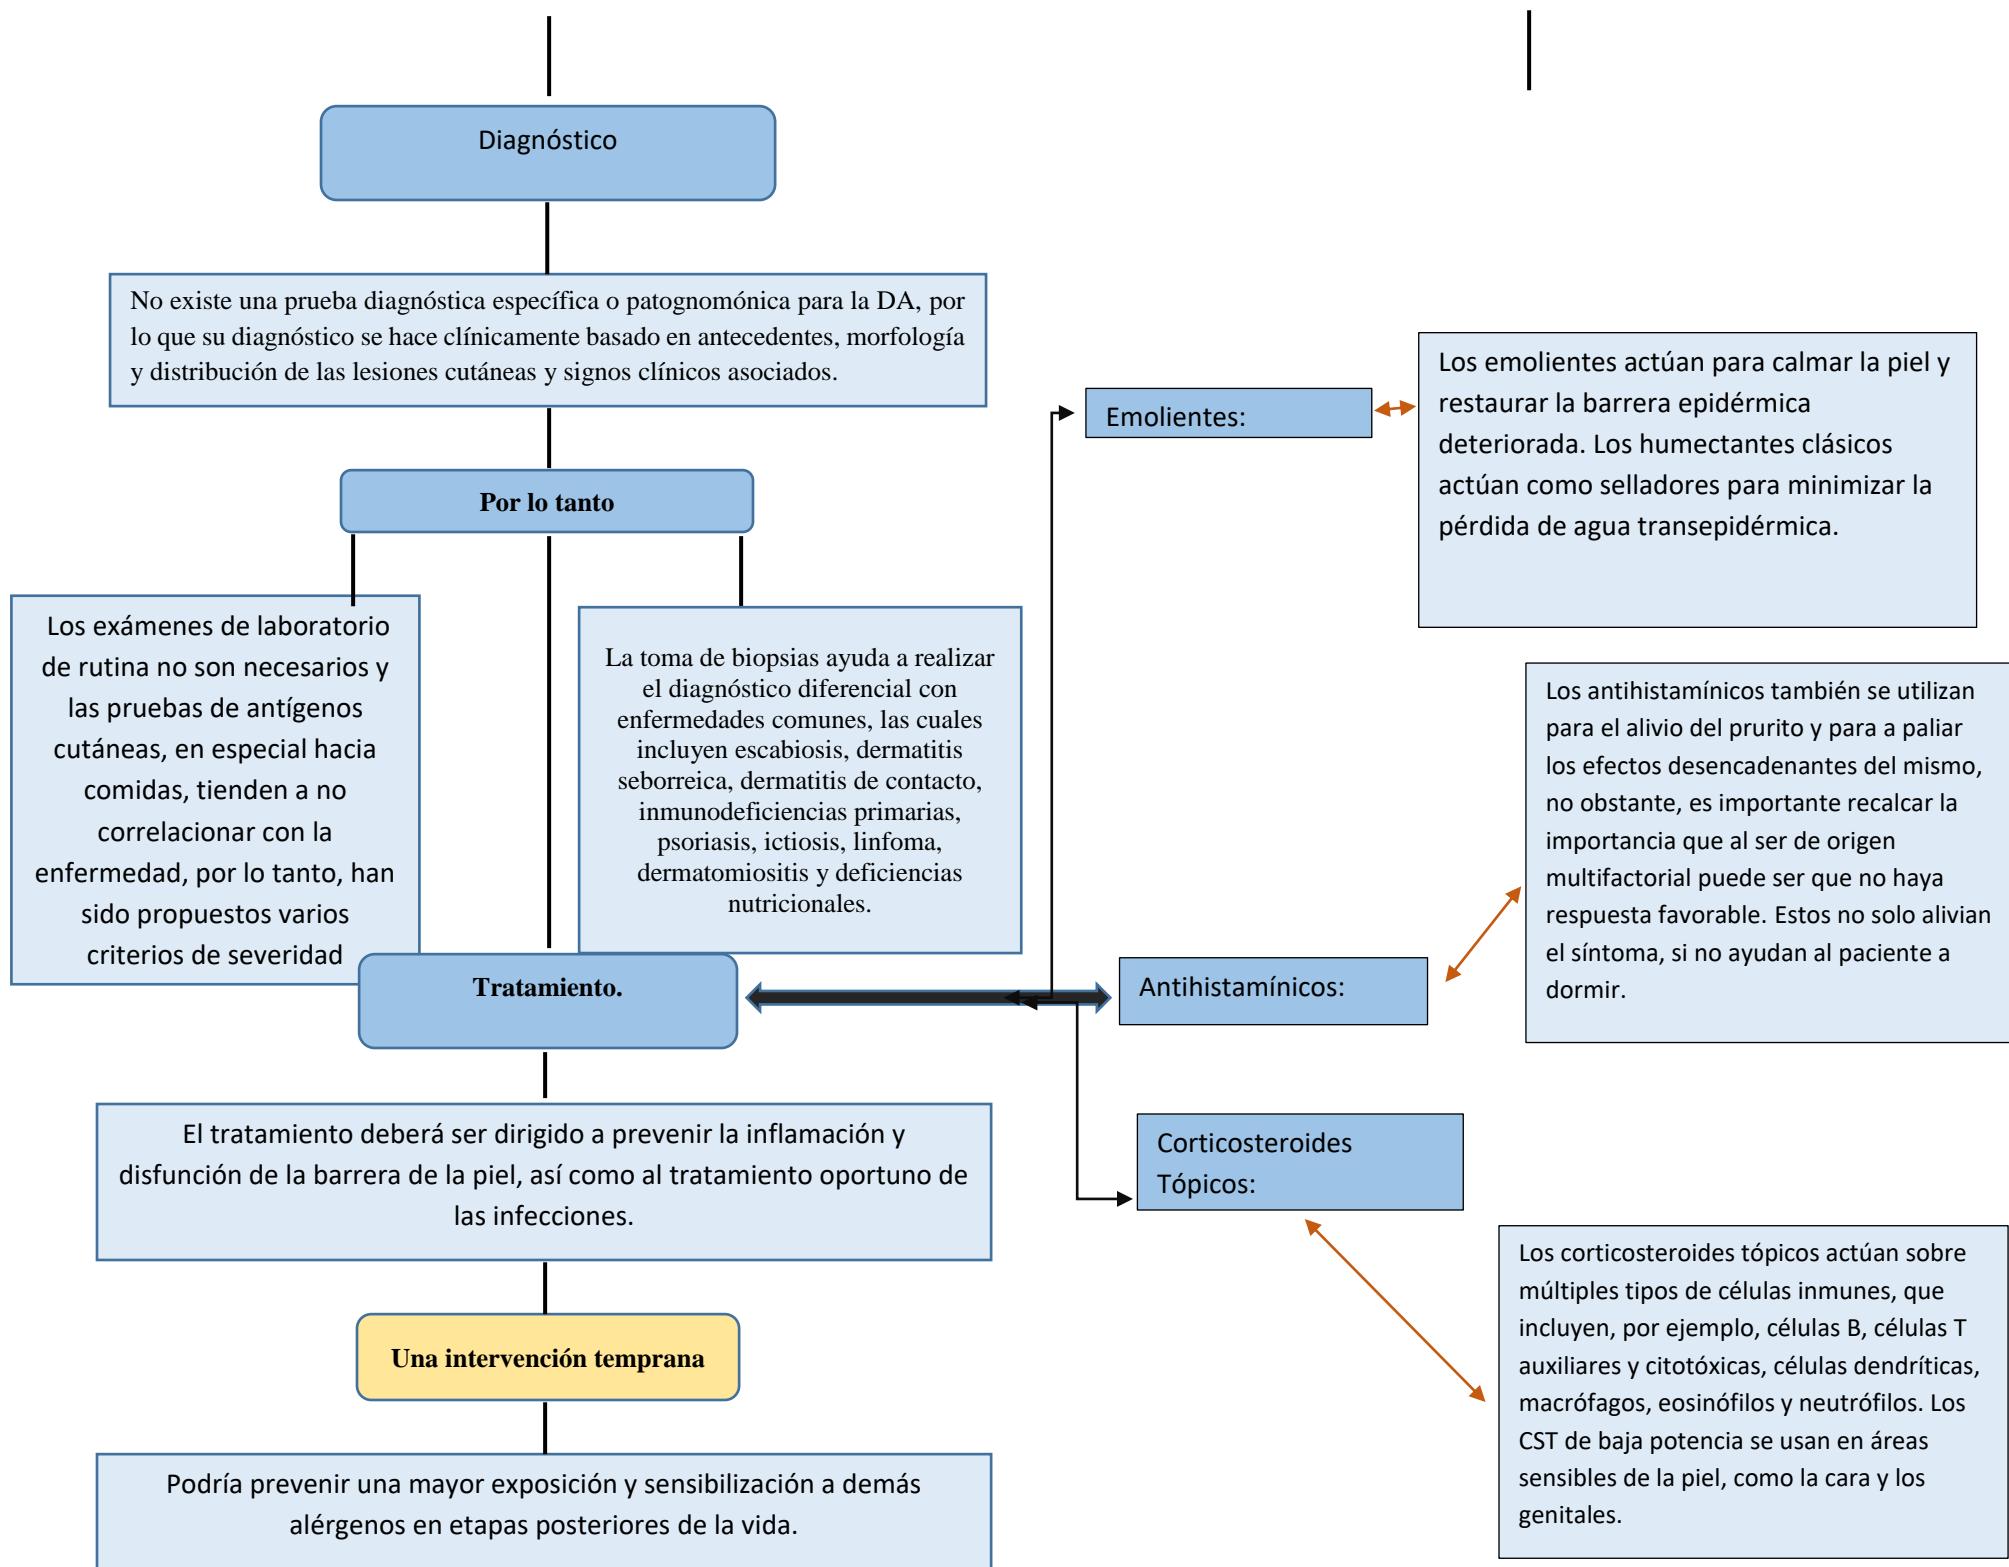 Diagnóstico
No existe una prueba diagnóstica específica o patognomónica para la DA, por
lo que su diagnóstico se hace clínicamente basado en antecedentes, morfología
y distribución de las lesiones cutáneas y signos clínicos asociados.
Por lo tanto
Los exámenes de laboratorio
de rutina no son necesarios y
las pruebas de antígenos
cutáneas, en especial hacia
comidas, tienden a no
correlacionar con la
enfermedad, por lo tanto, han
sido propuestos varios
criterios de severidad
La toma de biopsias ayuda a realizar
el diagnóstico diferencial con
enfermedades comunes, las cuales
incluyen escabiosis, dermatitis
seborreica, dermatitis de contacto,
inmunodeficiencias primarias,
psoriasis, ictiosis, linfoma,
dermatomiositis y deficiencias
nutricionales.
Tratamiento.
El tratamiento deberá ser dirigido a prevenir la inflamación y
disfunción de la barrera de la piel, así como al tratamiento oportuno de
las infecciones.
Una intervención temprana
Podría prevenir una mayor exposición y sensibilización a demás
alérgenos en etapas posteriores de la vida.
Emolientes:
Los emolientes actúan para calmar la piel y
restaurar la barrera epidérmica
deteriorada. Los humectantes clásicos
actúan como selladores para minimizar la
pérdida de agua transepidérmica.
Antihistamínicos:
Los antihistamínicos también se utilizan
para el alivio del prurito y para a paliar
los efectos desencadenantes del mismo,
no obstante, es importante recalcar la
importancia que al ser de origen
multifactorial puede ser que no haya
respuesta favorable. Estos no solo alivian
el síntoma, si no ayudan al paciente a
dormir.
Corticosteroides
Tópicos:
Los corticosteroides tópicos actúan sobre
múltiples tipos de células inmunes, que
incluyen, por ejemplo, células B, células T
auxiliares y citotóxicas, células dendríticas,
macrófagos, eosinófilos y neutrófilos. Los
CST de baja potencia se usan en áreas
sensibles de la piel, como la cara y los
genitales.